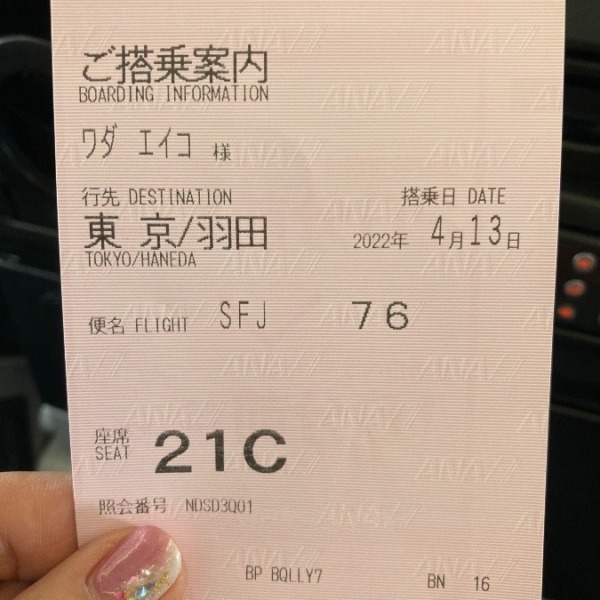 ご搭乗案内
BOARDING INFORMATION
ワダ エイコ 様
行先 DESTINATION 搭乗日 DATE
東 京/羽田 2022年 4月13日
TOKYO/HANEDA
便名 FLIGHT SFJ 76
座席
SEAT 21C
照会番号 NDSD3Q01
BP BQLLY7 BN 16